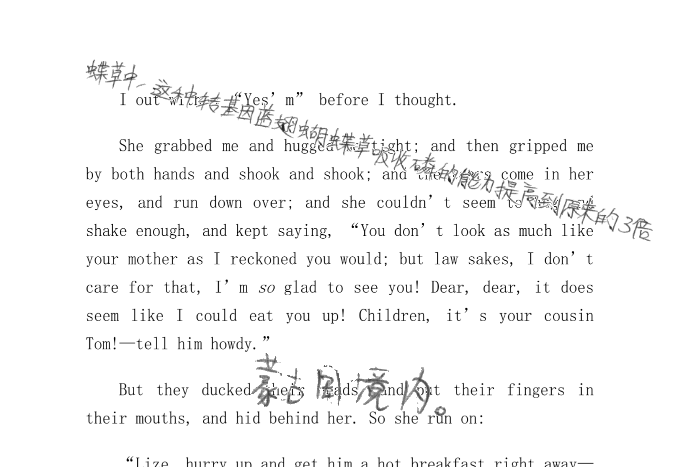 蝶草中,这种转基因蓝翅蝴蝶草吸收磷的能力提高到原来的3倍
I out with a “Yes’m” before I thought.
She grabbed me and hugged me tight; and then gripped me
by both hands and shook and shook; and the tears come in her
eyes, and run down over; and she couldn’t seem to
shake enough, and kept saying, “You don’t look as much like
your mother as I reckoned you would; but law sakes, I don’t
care for that, I’m so glad to see you! Dear, dear, it does
seem like I could eat you up! Children, it’s your cousin
Tom!—tell him howdy.”
蒙古国境内。
But they ducked their heads, and put their fingers in
their mouths, and hid behind her. So she run on:
“Lize, hurry up and get him a hot breakfast right away—